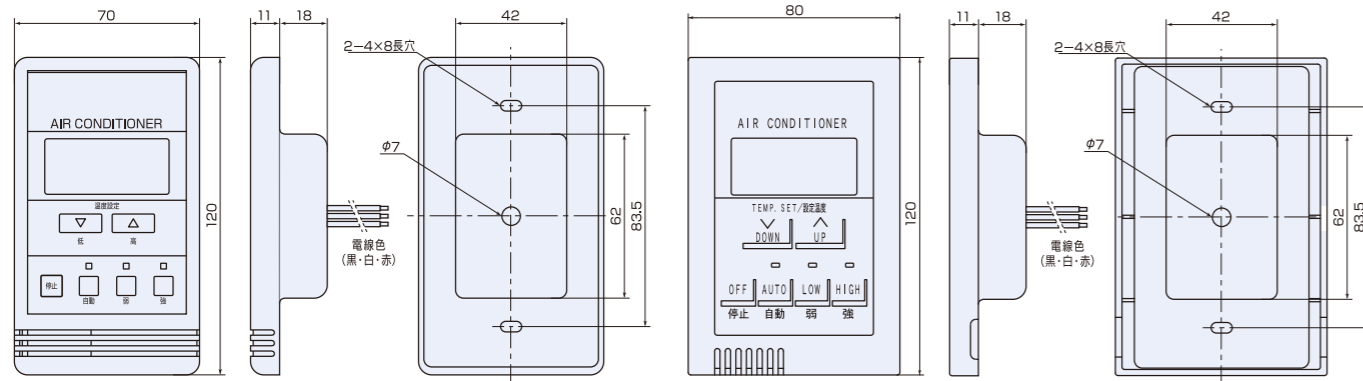 70
11
18
42
2−4×8長穴
AIR CONDITIONER
φ7
温度設定
低
高
停止
自動
弱
強
120
電線色
(黒・白・赤)
62
83.5
80
11
18
42
2−4×8長穴
AIR CONDITIONER
φ7
TEMP. SET/設定温度
DOWN
UP
OFF AUTO LOW HIGH
停止 自動 弱 強
120
電線色
(黒・白・赤)
62
83.5